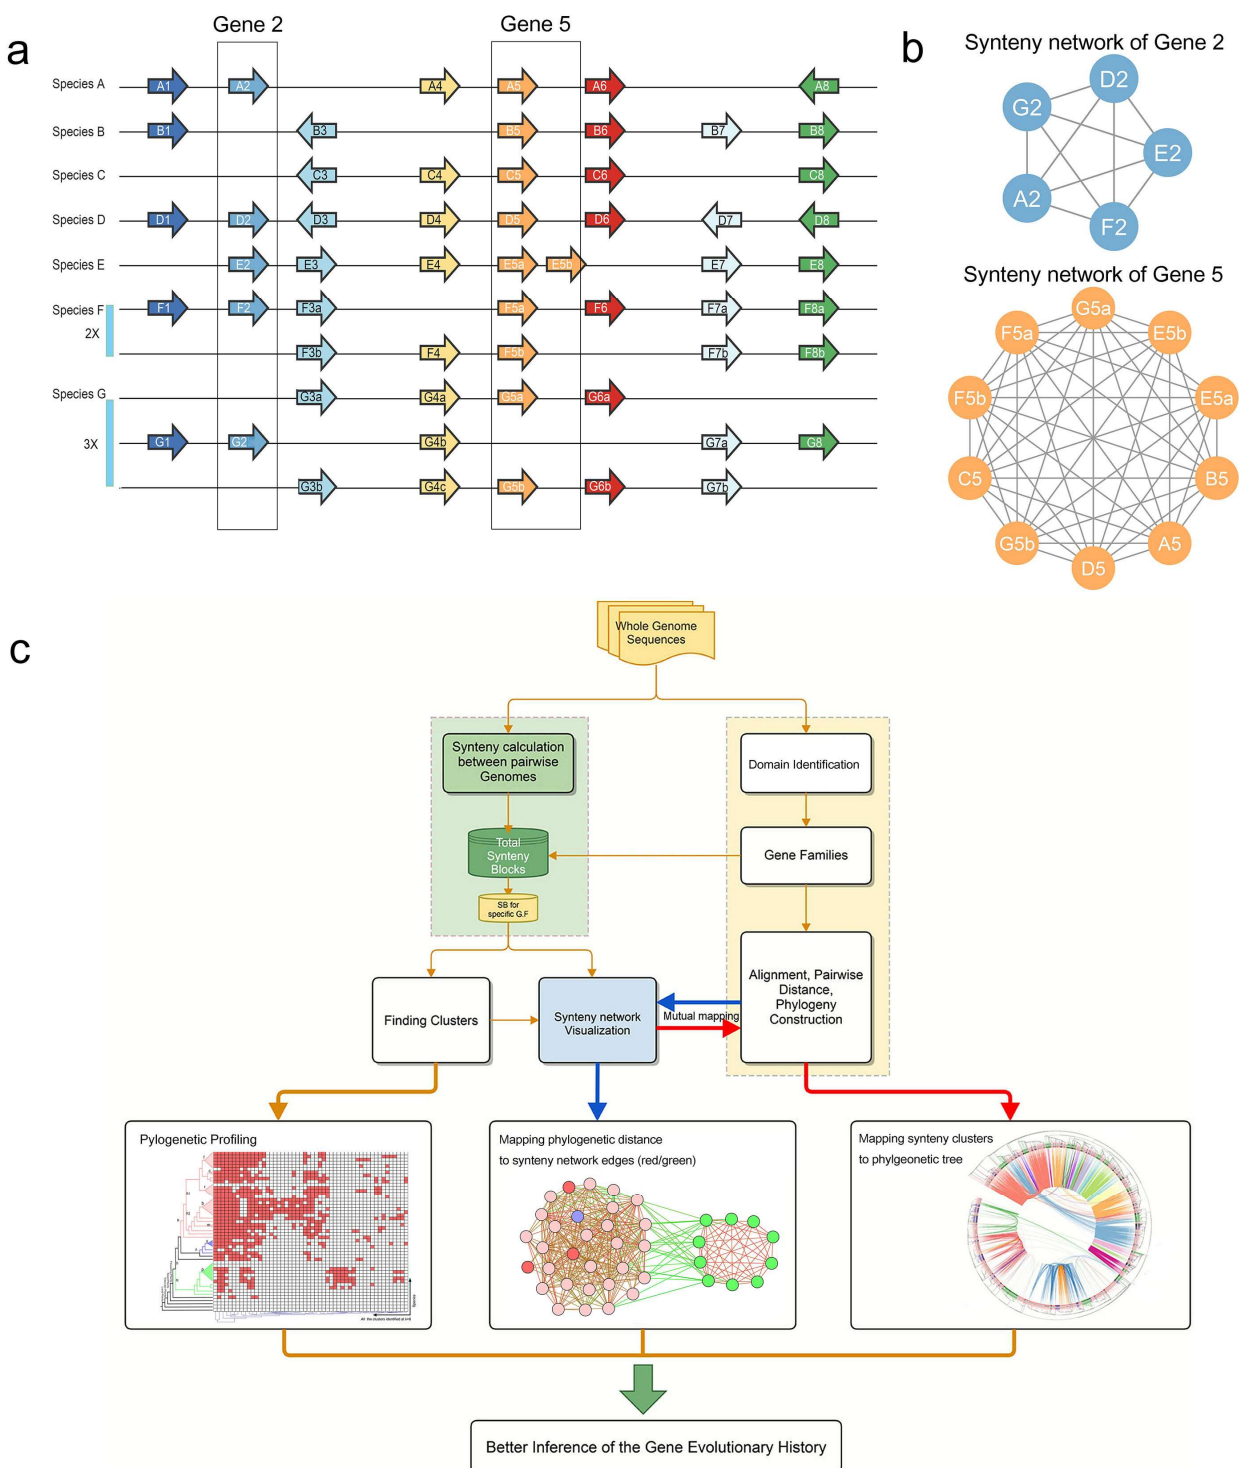 a
Gene 2
Gene 5
Species A
A1 A2 A4 A5 A6 A8
Species B
B1 B3 B5 B6 B7 B8
Species C
C3 C4 C5 C6 C8
Species D
D1 D2 D3 D4 D5 D6 D7 D8
Species E
E2 E3 E4 E5a E5b E7 E8
Species F
F1 F2 F3a F5a F6 F7a F8a
2X
F3b F4 F5b F7b F8b
Species G
G3a G4a G5a G6a
3X
G1 G2 G4b G7a G8
G3b G4c G5b G6b G7b
b
Synteny network of Gene 2
D2
G2
E2
A2
F2
Synteny network of Gene 5
G5a
F5a
E5b
F5b
E5a
C5
B5
G5b
A5
D5
c
Whole Genome
Sequences
Synteny calculation
between pairwise
Genomes
Domain Identification
Total
Synteny
Blocks
Gene Families
SB for
specific G.F
Finding Clusters
Synteny network
Visualization
Mutual mapping
Alignment, Pairwise
Distance,
Phylogeny
Construction
Pylogenetic Profiling
Species
All the clusters identified at k=8
Mapping phylogenetic distance
to synteny network edges (red/green)
Mapping synteny clusters
to phylgeonetic tree
Better Inference of the Gene Evolutionary History